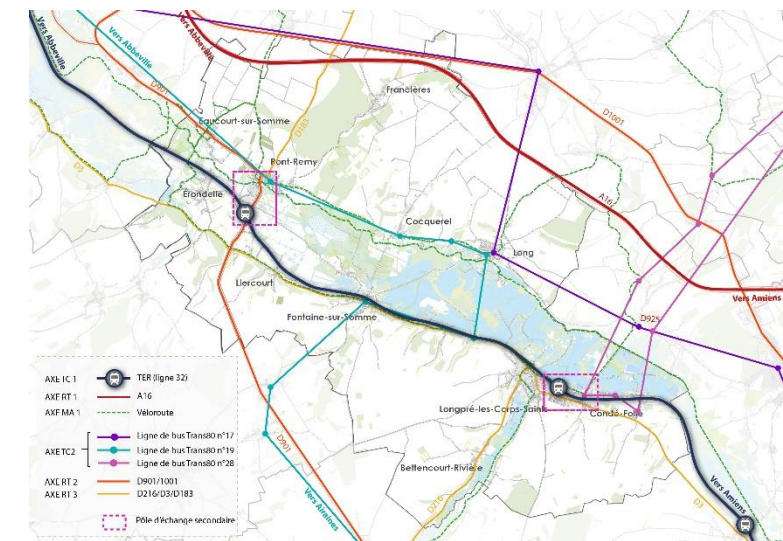 Vers Abbeville
Vers Abbeville
Vers Abbeville
D901
D183
Francières
D1001
Eaucourt-sur-Somme
Pont-Remy
D3
Érondelle
A16
Cocquerel
Long
Liercourt
Vers Amiens
Fontaine-sur-Somme
D925
Longpré-les-Corps-Saints
Condé-Folie
D901
Bettencourt-Rivière
D216
D3
Vers Airaines
Vers Amiens
AXE TC 1 TER (ligne 32)
AXE RT 1 A16
AXE MA 1 Véloroute
Ligne de bus Trans80 n°17
AXE TC2 Ligne de bus Trans80 n°19
Ligne de bus Trans80 n°28
AXE RT 2 D901/1001
AXE RT 3 D216/D3/D183
Pôle d'échange secondaire